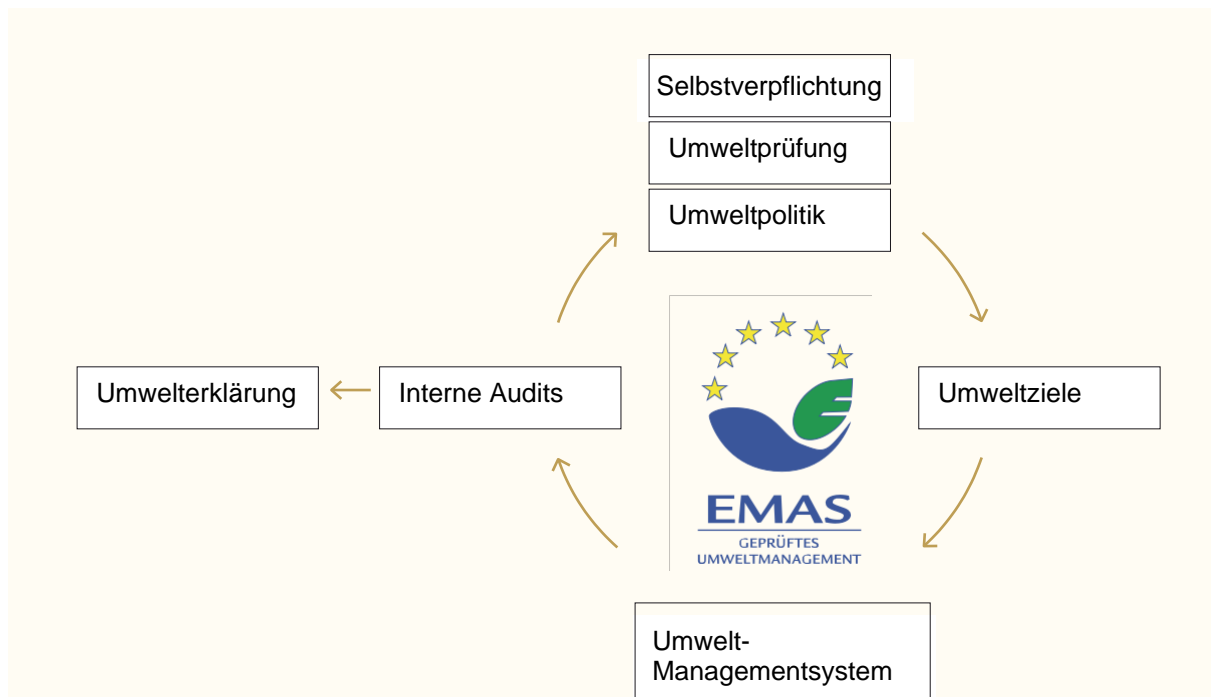 Selbstverpflichtung
Umweltprüfung
Umweltpolitik
Umwelterklärung
Interne Audits
Umweltziele
EMAS
GEPRÜFTES
UMWELTMANAGEMENT
Umwelt-
Managementsystem